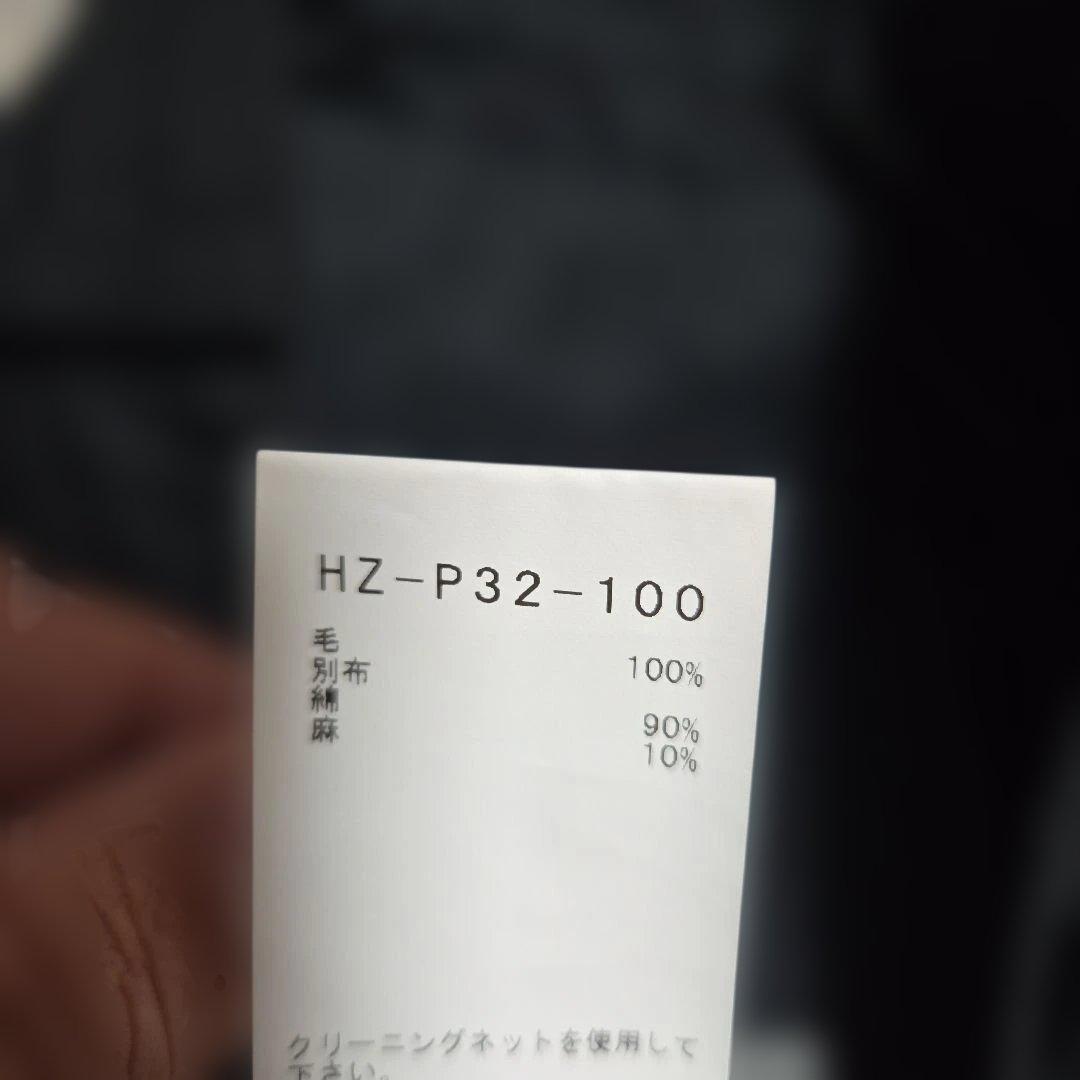 HZ-P32-100
毛 100%
別布
綿 90%
麻 10%
クリーニングネットを使用して
下さい。